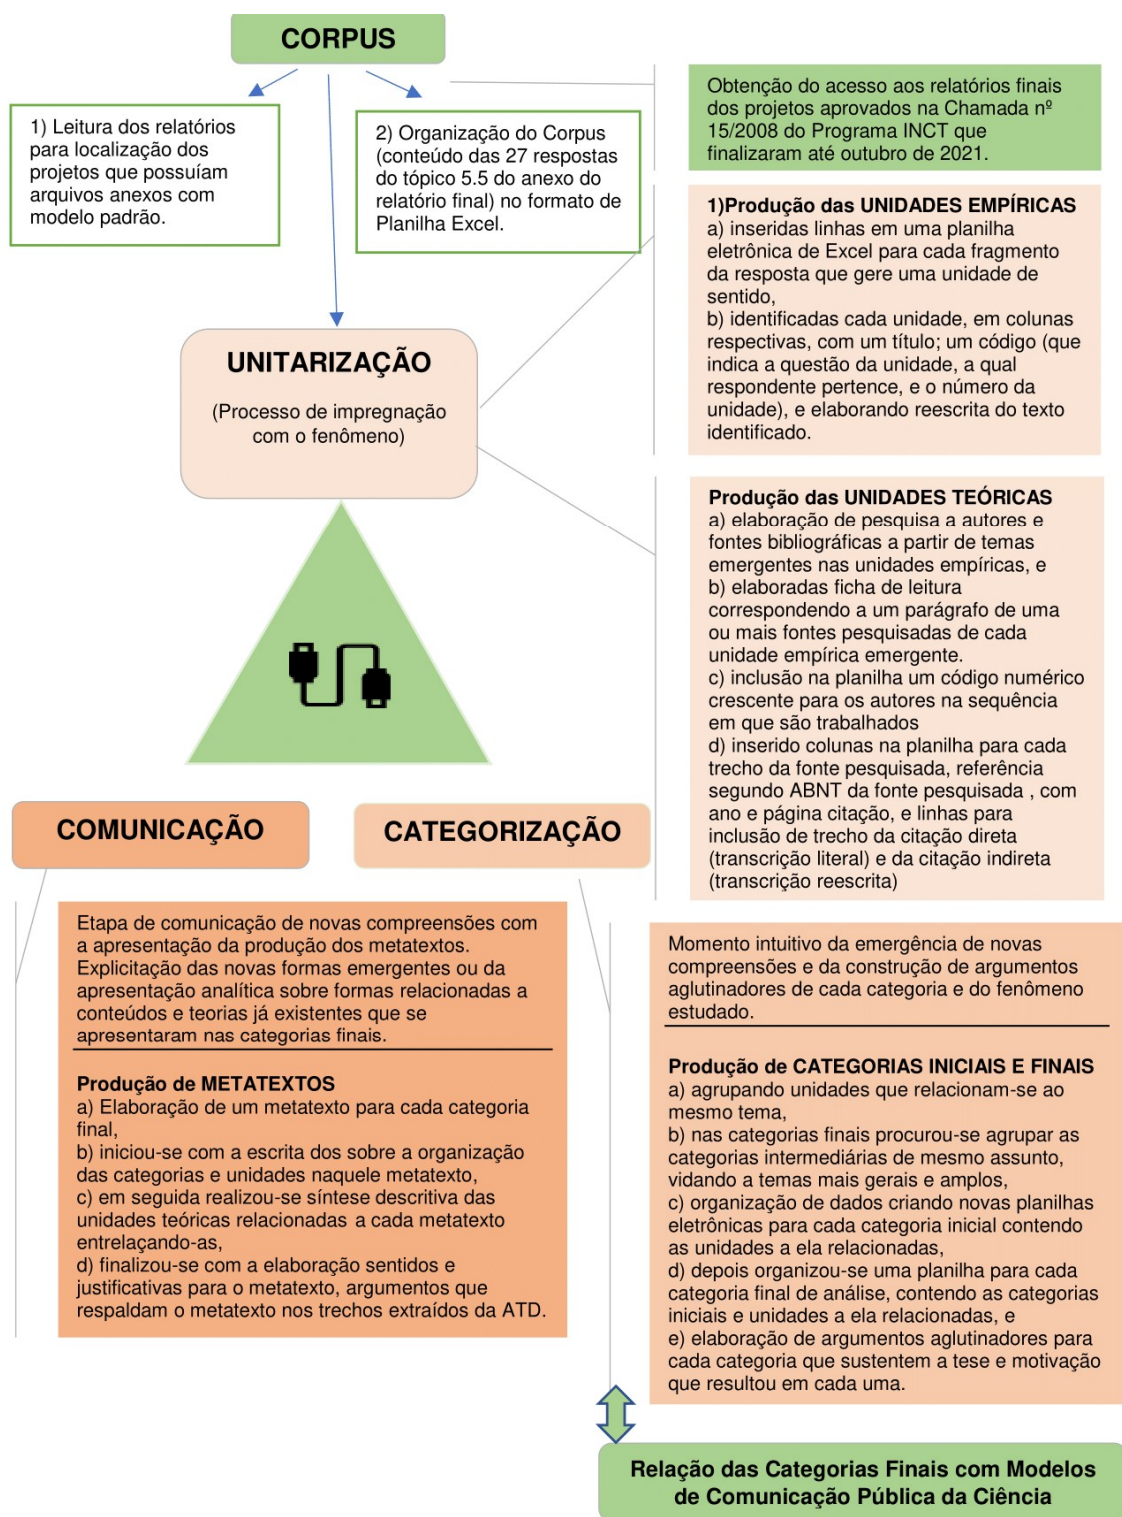 CORPUS
1) Leitura dos relatórios
para localização dos
projetos que possuíam
arquivos anexos com
modelo padrão.
2) Organização do Corpus
(conteúdo das 27 respostas
do tópico 5.5 do anexo do
relatório final) no formato de
Planilha Excel.
Obtenção do acesso aos relatórios finais
dos projetos aprovados na Chamada nº
15/2008 do Programa INCT que
finalizaram até outubro de 2021.
1)Produção das UNIDADES EMPÍRICAS
a) inseridas linhas em uma planilha
eletrônica de Excel para cada fragmento
da resposta que gere uma unidade de
sentido,
b) identificadas cada unidade, em colunas
respectivas, com um título; um código (que
indica a questão da unidade, a qual
respondente pertence, e o número da
unidade), e elaborando reescrita do texto
identificado.
UNITARIZAÇÃO
(Processo de impregnação
com o fenômeno)
Produção das UNIDADES TEÓRICAS
a) elaboração de pesquisa a autores e
fontes bibliográficas a partir de temas
emergentes nas unidades empíricas, e
b) elaboradas ficha de leitura
correspondendo a um parágrafo de uma
ou mais fontes pesquisadas de cada
unidade empírica emergente.
c) inclusão na planilha um código numérico
crescente para os autores na sequência
em que são trabalhados
d) inserido colunas na planilha para cada
trecho da fonte pesquisada, referência
segundo ABNT da fonte pesquisada , com
ano e página citação, e linhas para
inclusão de trecho da citação direta
(transcrição literal) e da citação indireta
(transcrição reescrita)
COMUNICAÇÃO
CATEGORIZAÇÃO
Etapa de comunicação de novas compreensões com
a apresentação da produção dos metatextos.
Explicitação das novas formas emergentes ou da
apresentação analítica sobre formas relacionadas a
conteúdos e teorias já existentes que se
apresentaram nas categorias finais.
Produção de METATEXTOS
a) Elaboração de um metatexto para cada categoria
final,
b) iniciou-se com a escrita dos sobre a organização
das categorias e unidades naquele metatexto,
c) em seguida realizou-se síntese descritiva das
unidades teóricas relacionadas a cada metatexto
entrelaçando-as,
d) finalizou-se com a elaboração sentidos e
justificativas para o metatexto, argumentos que
respaldam o metatexto nos trechos extraídos da ATD.
Momento intuitivo da emergência de novas
compreensões e da construção de argumentos
aglutinadores de cada categoria e do fenômeno
estudado.
Produção de CATEGORIAS INICIAIS E FINAIS
a) agrupando unidades que relacionam-se ao
mesmo tema,
b) nas categorias finais procurou-se agrupar as
categorias intermediárias de mesmo assunto,
vidando a temas mais gerais e amplos,
c) organização de dados criando novas planilhas
eletrônicas para cada categoria inicial contendo
as unidades a ela relacionadas,
d) depois organizou-se uma planilha para cada
categoria final de análise, contendo as categorias
iniciais e unidades a ela relacionadas, e
e) elaboração de argumentos aglutinadores para
cada categoria que sustentem a tese e motivação
que resultou em cada uma.
Relação das Categorias Finais com Modelos
de Comunicação Pública da Ciência